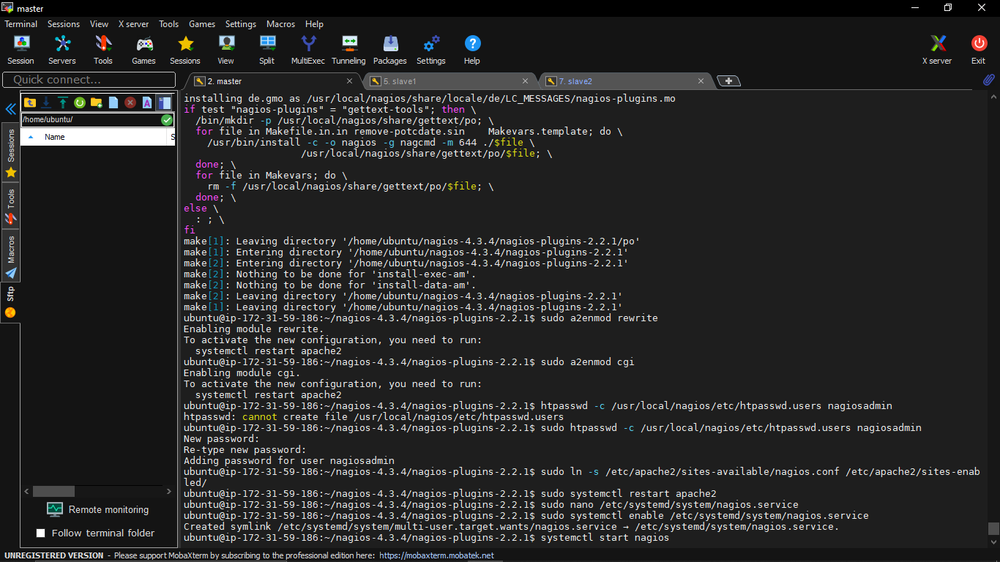 master
Terminal Sessions View X server Tools Games Settings Macros Help
Session Servers Tools Games Sessions View Split MultiExec Tunneling Packages Settings Help X server Exit
Quick connect...
2. master
5. slave1
7. slave2
/home/ubuntu/
Name S
Sessions
Tools
Macros
Sftp
installing de.gmo as /usr/local/nagios/share/locale/de/LC_MESSAGES/nagios-plugins.mo
if test "nagios-plugins" = "gettext-tools"; then \
  /bin/mkdir -p /usr/local/nagios/share/gettext/po; \
  for file in Makefile.in.in remove-potcdate.sin    Makevars.template; do \
    /usr/bin/install -c -o nagios -g nagcmd -m 644 ./$file \
                    /usr/local/nagios/share/gettext/po/$file; \
  done; \
  for file in Makevars; do \
    rm -f /usr/local/nagios/share/gettext/po/$file; \
  done; \
else \
  : ; \
fi
make[1]: Leaving directory '/home/ubuntu/nagios-4.3.4/nagios-plugins-2.2.1/po'
make[1]: Entering directory '/home/ubuntu/nagios-4.3.4/nagios-plugins-2.2.1'
make[2]: Entering directory '/home/ubuntu/nagios-4.3.4/nagios-plugins-2.2.1'
make[2]: Nothing to be done for 'install-exec-am'.
make[2]: Nothing to be done for 'install-data-am'.
make[2]: Leaving directory '/home/ubuntu/nagios-4.3.4/nagios-plugins-2.2.1'
make[1]: Leaving directory '/home/ubuntu/nagios-4.3.4/nagios-plugins-2.2.1'
ubuntu@ip-172-31-59-186:~/nagios-4.3.4/nagios-plugins-2.2.1$ sudo a2enmod rewrite
Enabling module rewrite.
To activate the new configuration, you need to run:
  systemctl restart apache2
ubuntu@ip-172-31-59-186:~/nagios-4.3.4/nagios-plugins-2.2.1$ sudo a2enmod cgi
Enabling module cgi.
To activate the new configuration, you need to run:
  systemctl restart apache2
ubuntu@ip-172-31-59-186:~/nagios-4.3.4/nagios-plugins-2.2.1$ htpasswd -c /usr/local/nagios/etc/htpasswd.users nagiosadmin
htpasswd: cannot create file /usr/local/nagios/etc/htpasswd.users
ubuntu@ip-172-31-59-186:~/nagios-4.3.4/nagios-plugins-2.2.1$ sudo htpasswd -c /usr/local/nagios/etc/htpasswd.users nagiosadmin
New password:
Re-type new password:
Adding password for user nagiosadmin
ubuntu@ip-172-31-59-186:~/nagios-4.3.4/nagios-plugins-2.2.1$ sudo ln -s /etc/apache2/sites-available/nagios.conf /etc/apache2/sites-enab
led/
ubuntu@ip-172-31-59-186:~/nagios-4.3.4/nagios-plugins-2.2.1$ sudo systemctl restart apache2
ubuntu@ip-172-31-59-186:~/nagios-4.3.4/nagios-plugins-2.2.1$ sudo nano /etc/systemd/system/nagios.service
ubuntu@ip-172-31-59-186:~/nagios-4.3.4/nagios-plugins-2.2.1$ sudo systemctl enable /etc/systemd/system/nagios.service
Created symlink /etc/systemd/system/multi-user.target.wants/nagios.service → /etc/systemd/system/nagios.service.
ubuntu@ip-172-31-59-186:~/nagios-4.3.4/nagios-plugins-2.2.1$ systemctl start nagios
Remote monitoring
Follow terminal folder
UNREGISTERED VERSION - Please support MobaXterm by subscribing to the professional edition here: https://mobaxterm.mobatek.net